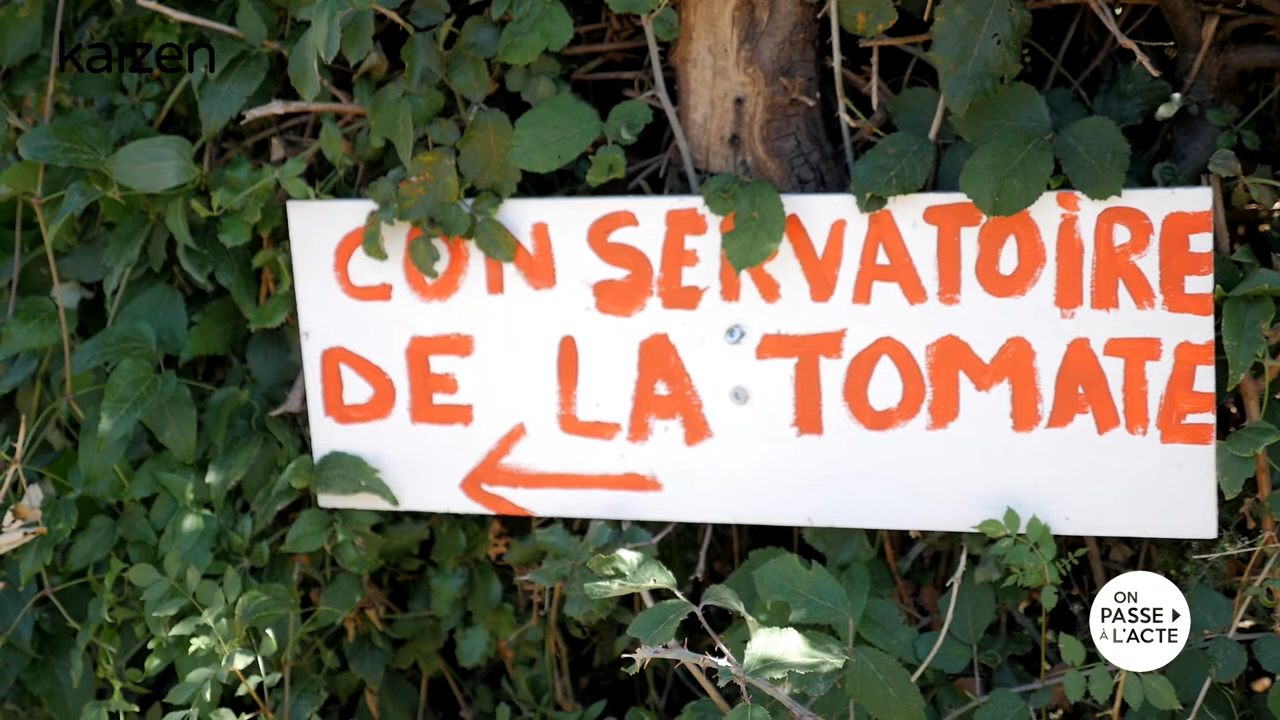 kaizen
CONSERVATOIRE
DE LA TOMATE
ON
PASSE
À L'ACTE